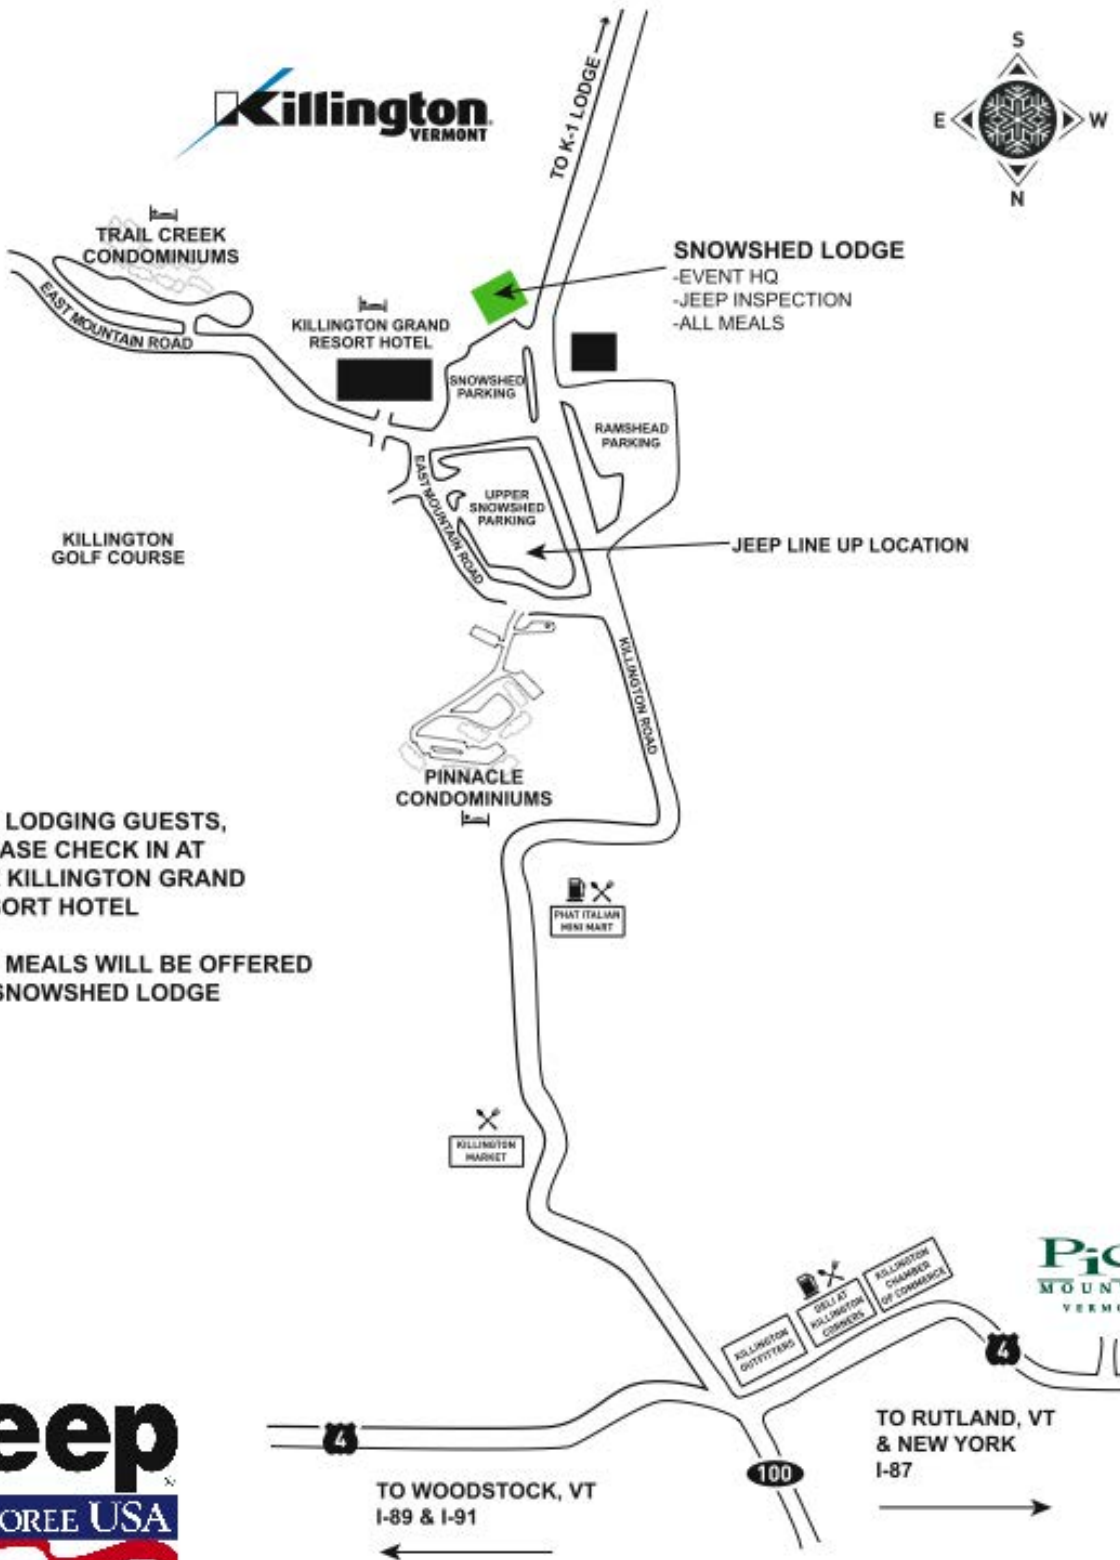 Killington
VERMONT
S
E W
N
TO K-1 LODGE
TRAIL CREEK
CONDOMINIUMS
EAST MOUNTAIN ROAD
KILLINGTON GRAND
RESORT HOTEL
SNOWSHED LODGE
-EVENT HQ
-JEEP INSPECTION
-ALL MEALS
SNOWSHED
PARKING
RAMSHEAD
PARKING
EAST MOUNTAIN ROAD
UPPER
SNOWSHED
PARKING
KILLINGTON
GOLF COURSE
JEEP LINE UP LOCATION
KILLINGTON ROAD
PINNACLE
CONDOMINIUMS
LODGING GUESTS,
ASE CHECK IN AT
KILLINGTON GRAND
ORT HOTEL
MEALS WILL BE OFFERED
SNOWSHED LODGE
PHAT ITALIAN
MINI MART
KILLINGTON
MARKET
KILLINGTON
OUTFITTERS
DELI AT
KILLINGTON
CORNERS
KILLINGTON
CHAMBER
OF COMMERCE
Pic
MOUN
VERMO
4
4
100
TO RUTLAND, VT
& NEW YORK
I-87
TO WOODSTOCK, VT
I-89 & I-91
eep
OREE USA